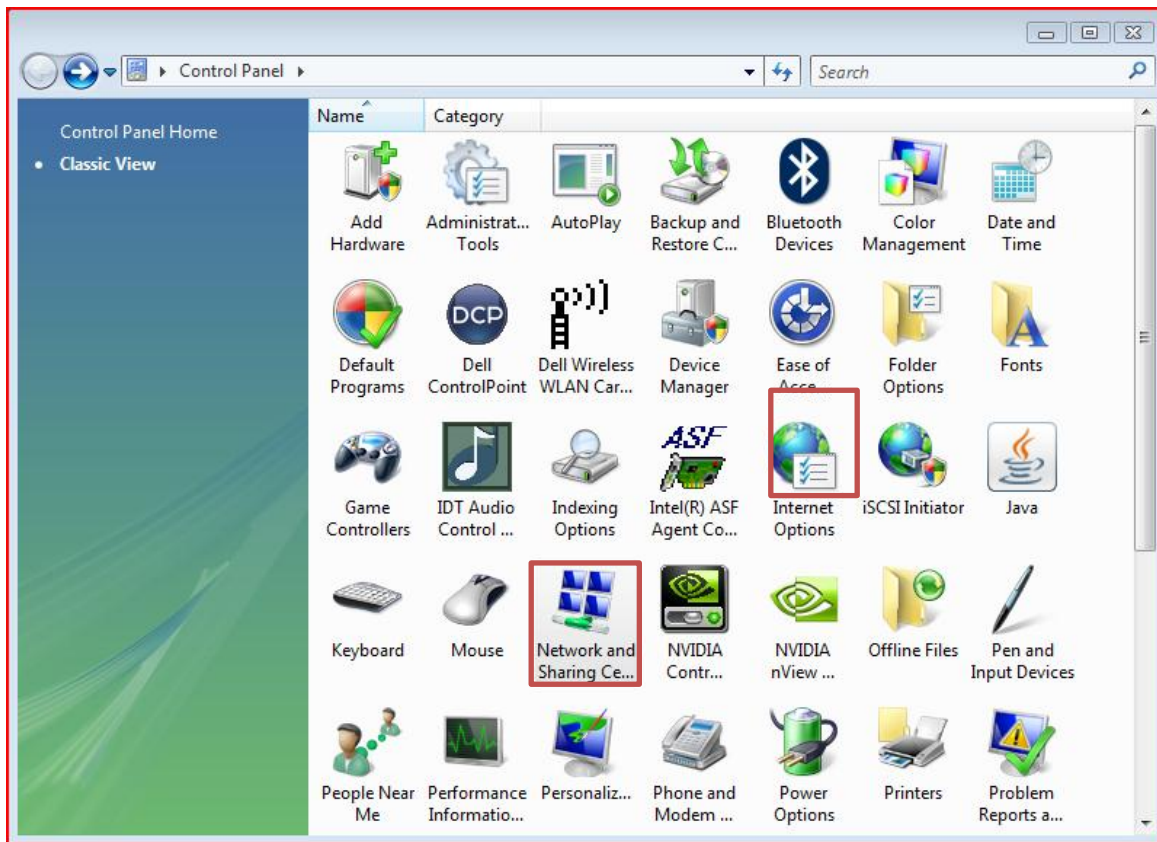 Control Panel
Search
Control Panel Home
Classic View
Name Category
Add Hardware
Administrat... Tools
AutoPlay
Backup and Restore C...
Bluetooth Devices
Color Management
Date and Time
Default Programs
DCP
Dell ControlPoint
Dell Wireless WLAN Car...
Device Manager
Ease of Acce...
Folder Options
A
Fonts
Game Controllers
IDT Audio Control ...
Indexing Options
ASF
Intel(R) ASF Agent Co...
Internet Options
iSCSI Initiator
Java
Keyboard
Mouse
Network and Sharing Ce...
NVIDIA Contr...
NVIDIA nView ...
Offline Files
Pen and Input Devices
People Near Me
Performance Informatio...
Personaliz...
Phone and Modem ...
Power Options
Printers
Problem Reports a...